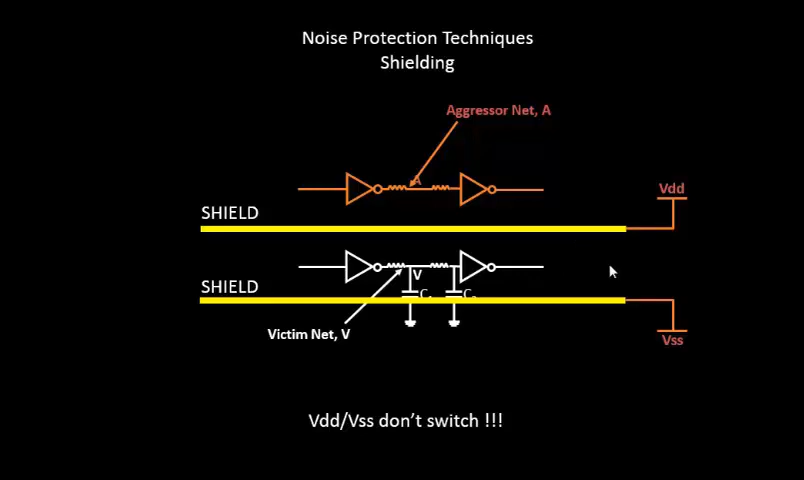 Noise Protection Techniques
Shielding
Aggressor Net, A
A
Vdd
SHIELD
V
SHIELD
C
C
Victim Net, V
Vss
Vdd/Vss don't switch !!!